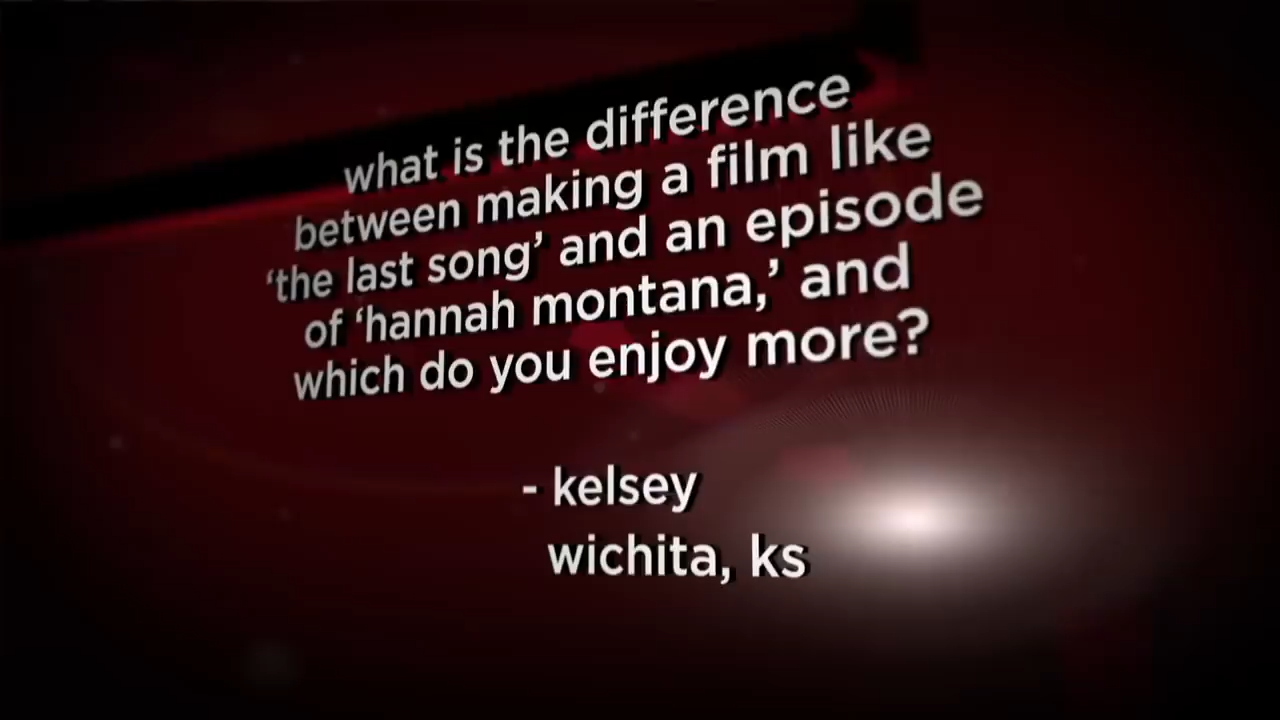 what is the difference
between making a film like
‘the last song’ and an episode
of ‘hannah montana,’ and
which do you enjoy more?
- kelsey
wichita, ks